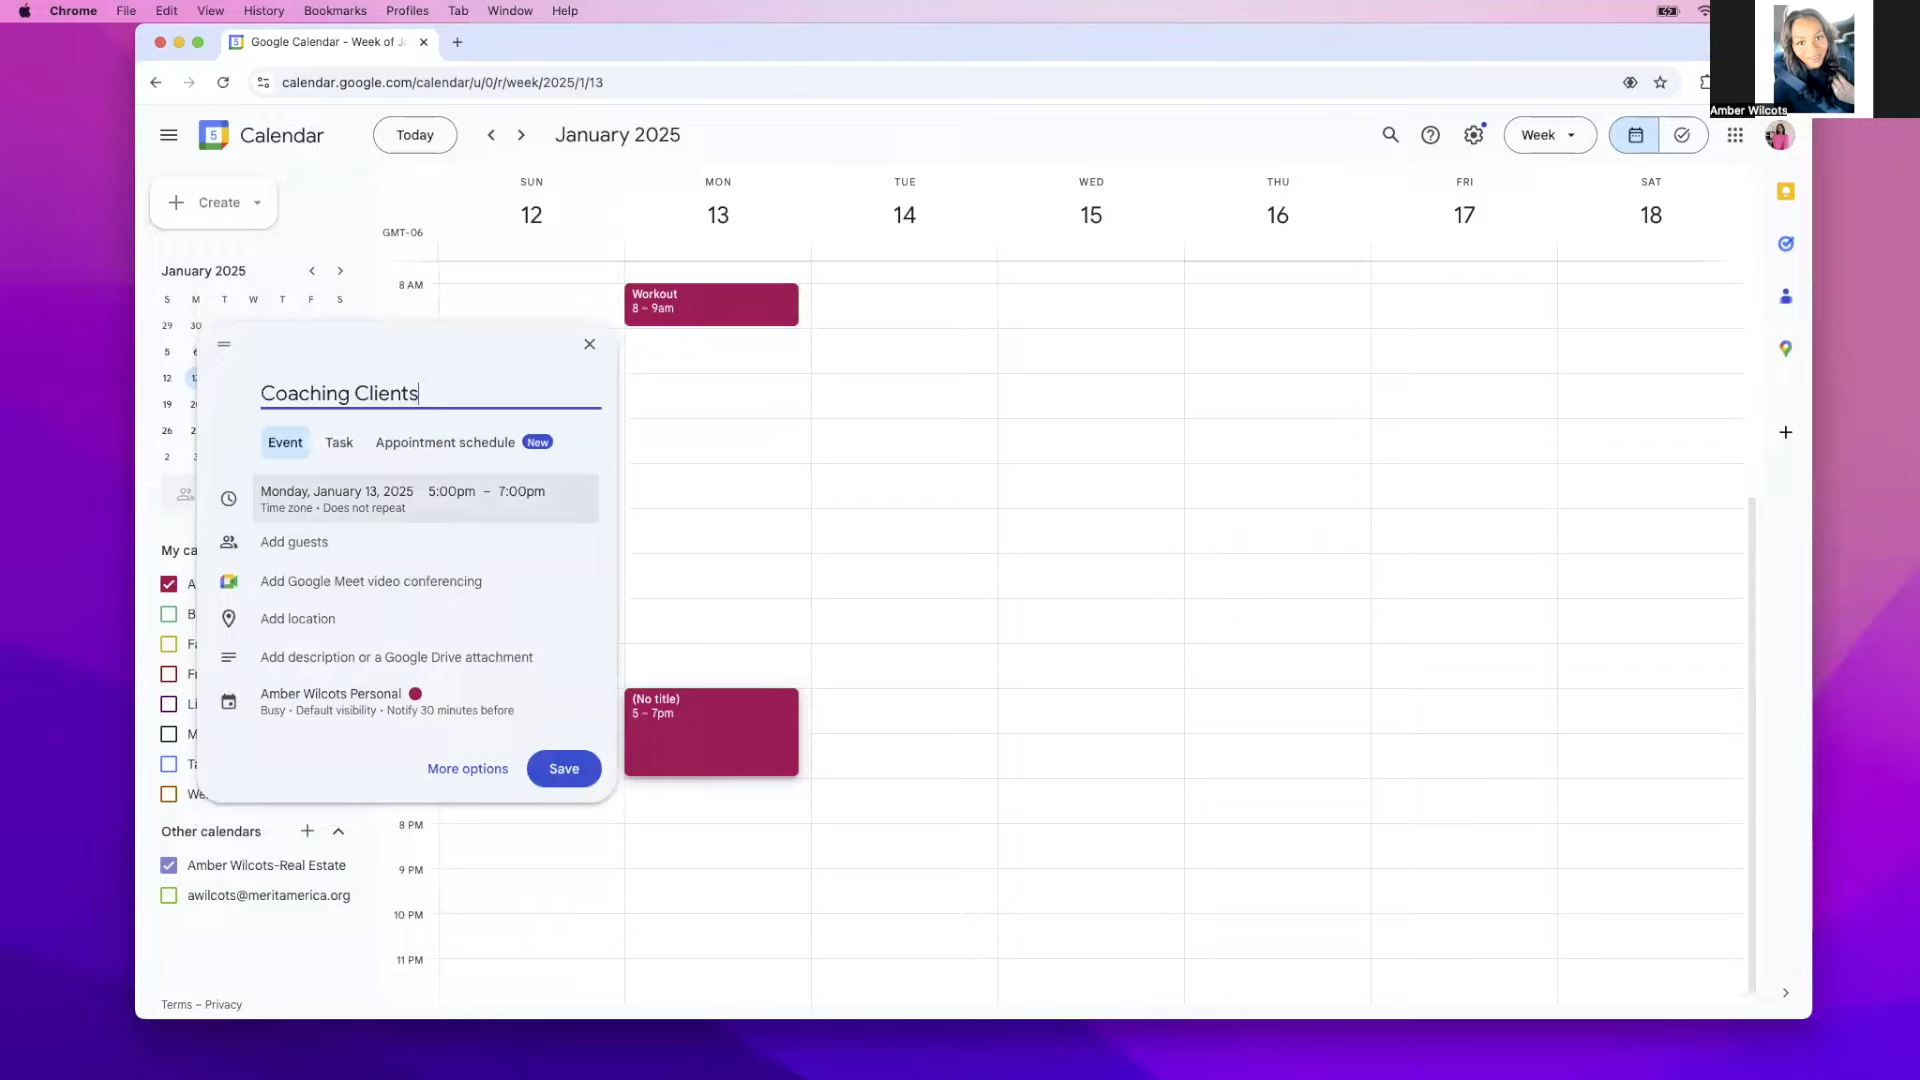 Chrome File Edit View History Bookmarks Profiles Tab Window Help
Google Calendar - Week of J
calendar.google.com/calendar/u/0/r/week/2025/1/13
Amber Wilcots
5 Calendar Today January 2025 Week
Create
SUN MON TUE WED THU FRI SAT
12 13 14 15 16 17 18
GMT-06
January 2025
S M T W T F S
29 30
5
12
19
26
2
8 AM
Workout
8 – 9am
Coaching Clients
Event Task Appointment schedule New
Monday, January 13, 2025 5:00pm – 7:00pm
Time zone • Does not repeat
Add guests
Add Google Meet video conferencing
Add location
Add description or a Google Drive attachment
Amber Wilcots Personal
Busy • Default visibility • Notify 30 minutes before
More options Save
My ca
A
B
Fa
Fr
Li
M
Ta
We
(No title)
5 – 7pm
Other calendars
Amber Wilcots-Real Estate
awilcots@meritamerica.org
8 PM
9 PM
10 PM
11 PM
Terms – Privacy